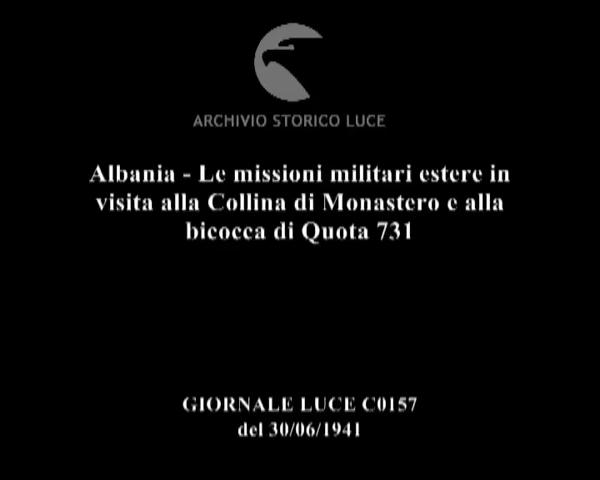 ARCHIVIO STORICO LUCE
Albania - Le missioni militari estere in
visita alla Collina di Monastero e alla
bicocca di Quota 731
GIORNALE LUCE C0157
del 30/06/1941